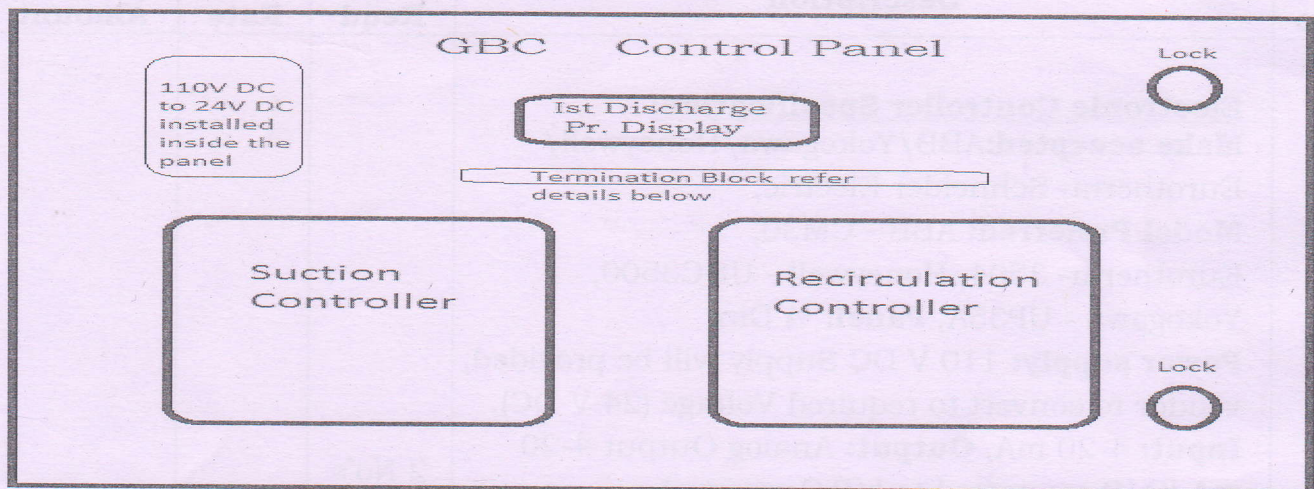 GBC Control Panel
Lock
110V DC
to 24V DC
installed
inside the
panel
Ist Discharge
Pr. Display
Termination Block refer
details below
Suction
Controller
Recirculation
Controller
Lock